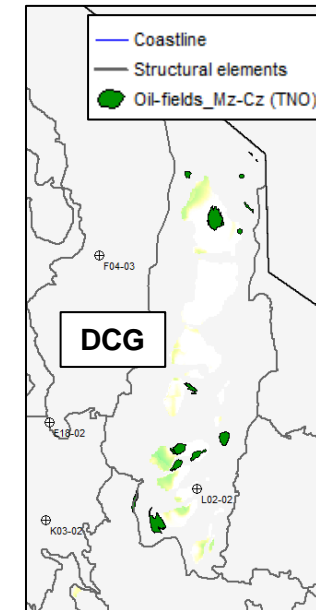 Coastline
Structural elements
Oil-fields_Mz-Cz (TNO)
F04-03
DCG
E18-02
L02-02
K03-02